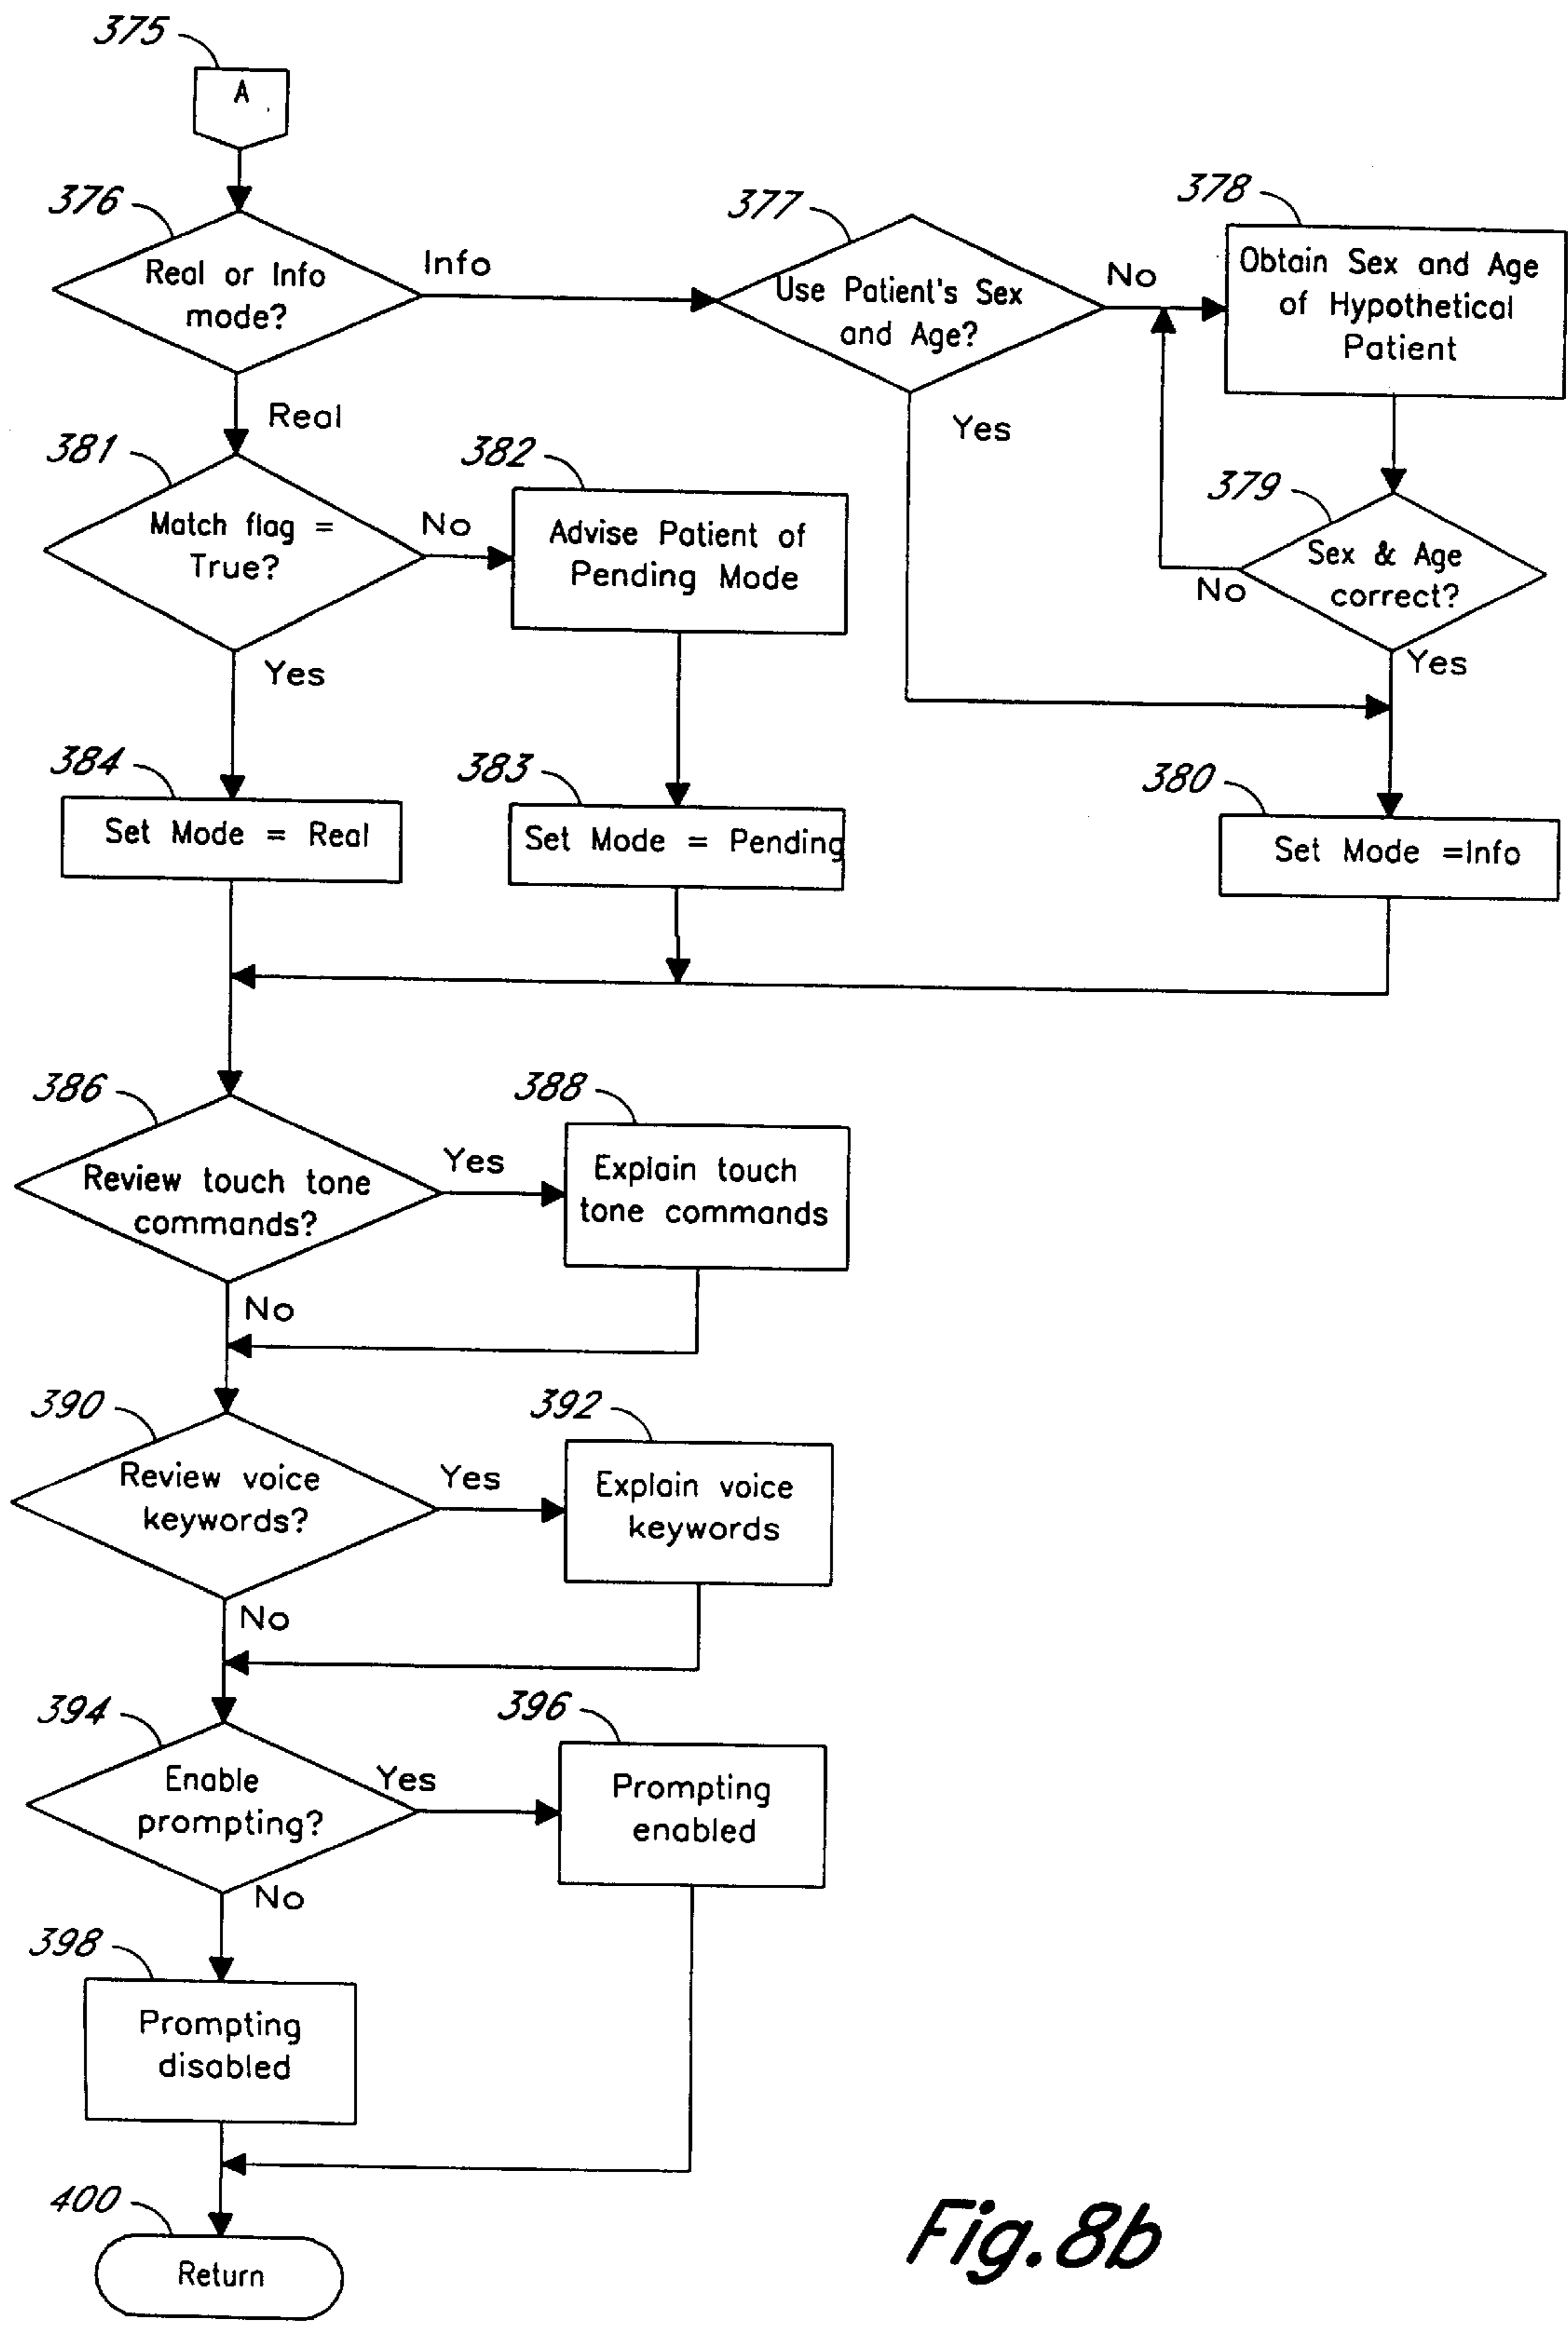 375
A
376
Real or Info
mode?
Info
377
Use Patient's Sex
and Age?
No
Yes
378
Obtain Sex and Age
of Hypothetical
Patient
379
Sex & Age
correct?
No
Yes
Real
381
Match flag =
True?
No
Yes
382
Advise Patient of
Pending Mode
384
Set Mode = Real
383
Set Mode = Pending
380
Set Mode =Info
386
Review touch tone
commands?
Yes
388
Explain touch
tone commands
No
390
Review voice
keywords?
Yes
392
Explain voice
keywords
No
394
Enable
prompting?
Yes
396
Prompting
enabled
No
398
Prompting
disabled
400
Return
Fig.8b